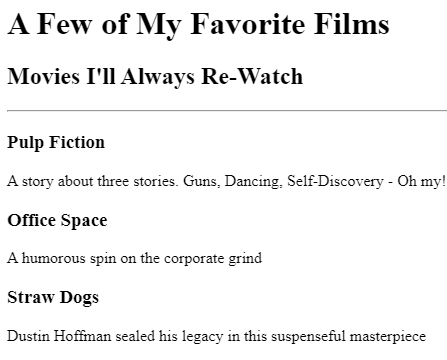 A Few of My Favorite Films
Movies I'll Always Re-Watch
Pulp Fiction
A story about three stories. Guns, Dancing, Self-Discovery - Oh my!
Office Space
A humorous spin on the corporate grind
Straw Dogs
Dustin Hoffman sealed his legacy in this suspenseful masterpiece